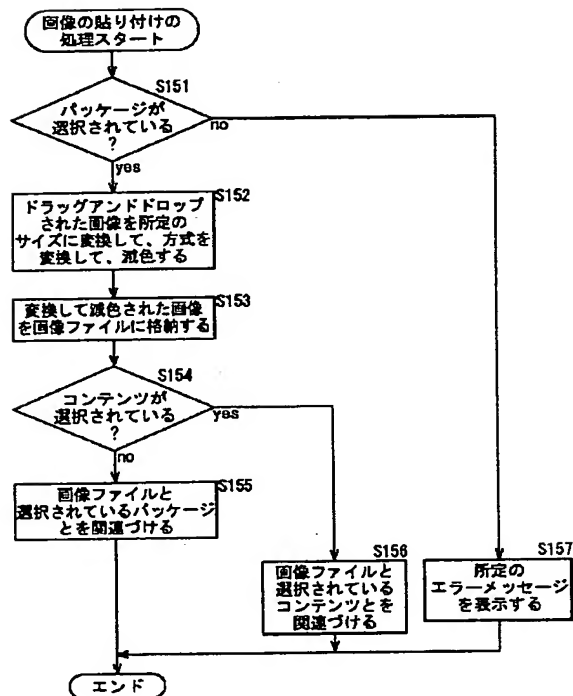 画像の貼り付けの
処理スタート
S151
パッケージが
選択されている
?
no
yes
S152
ドラッグアンドドロップ
された画像を所定の
サイズに変換して、方式を
変換して、減色する
S153
変換して減色された画像
を画像ファイルに格納する
S154
コンテンツが
選択されている
?
yes
no
S155
画像ファイルと
選択されているパッケージ
とを関連づける
S156
画像ファイルと
選択されている
コンテンツとを
関連づける
S157
所定の
エラーメッセージ
を表示する
エンド